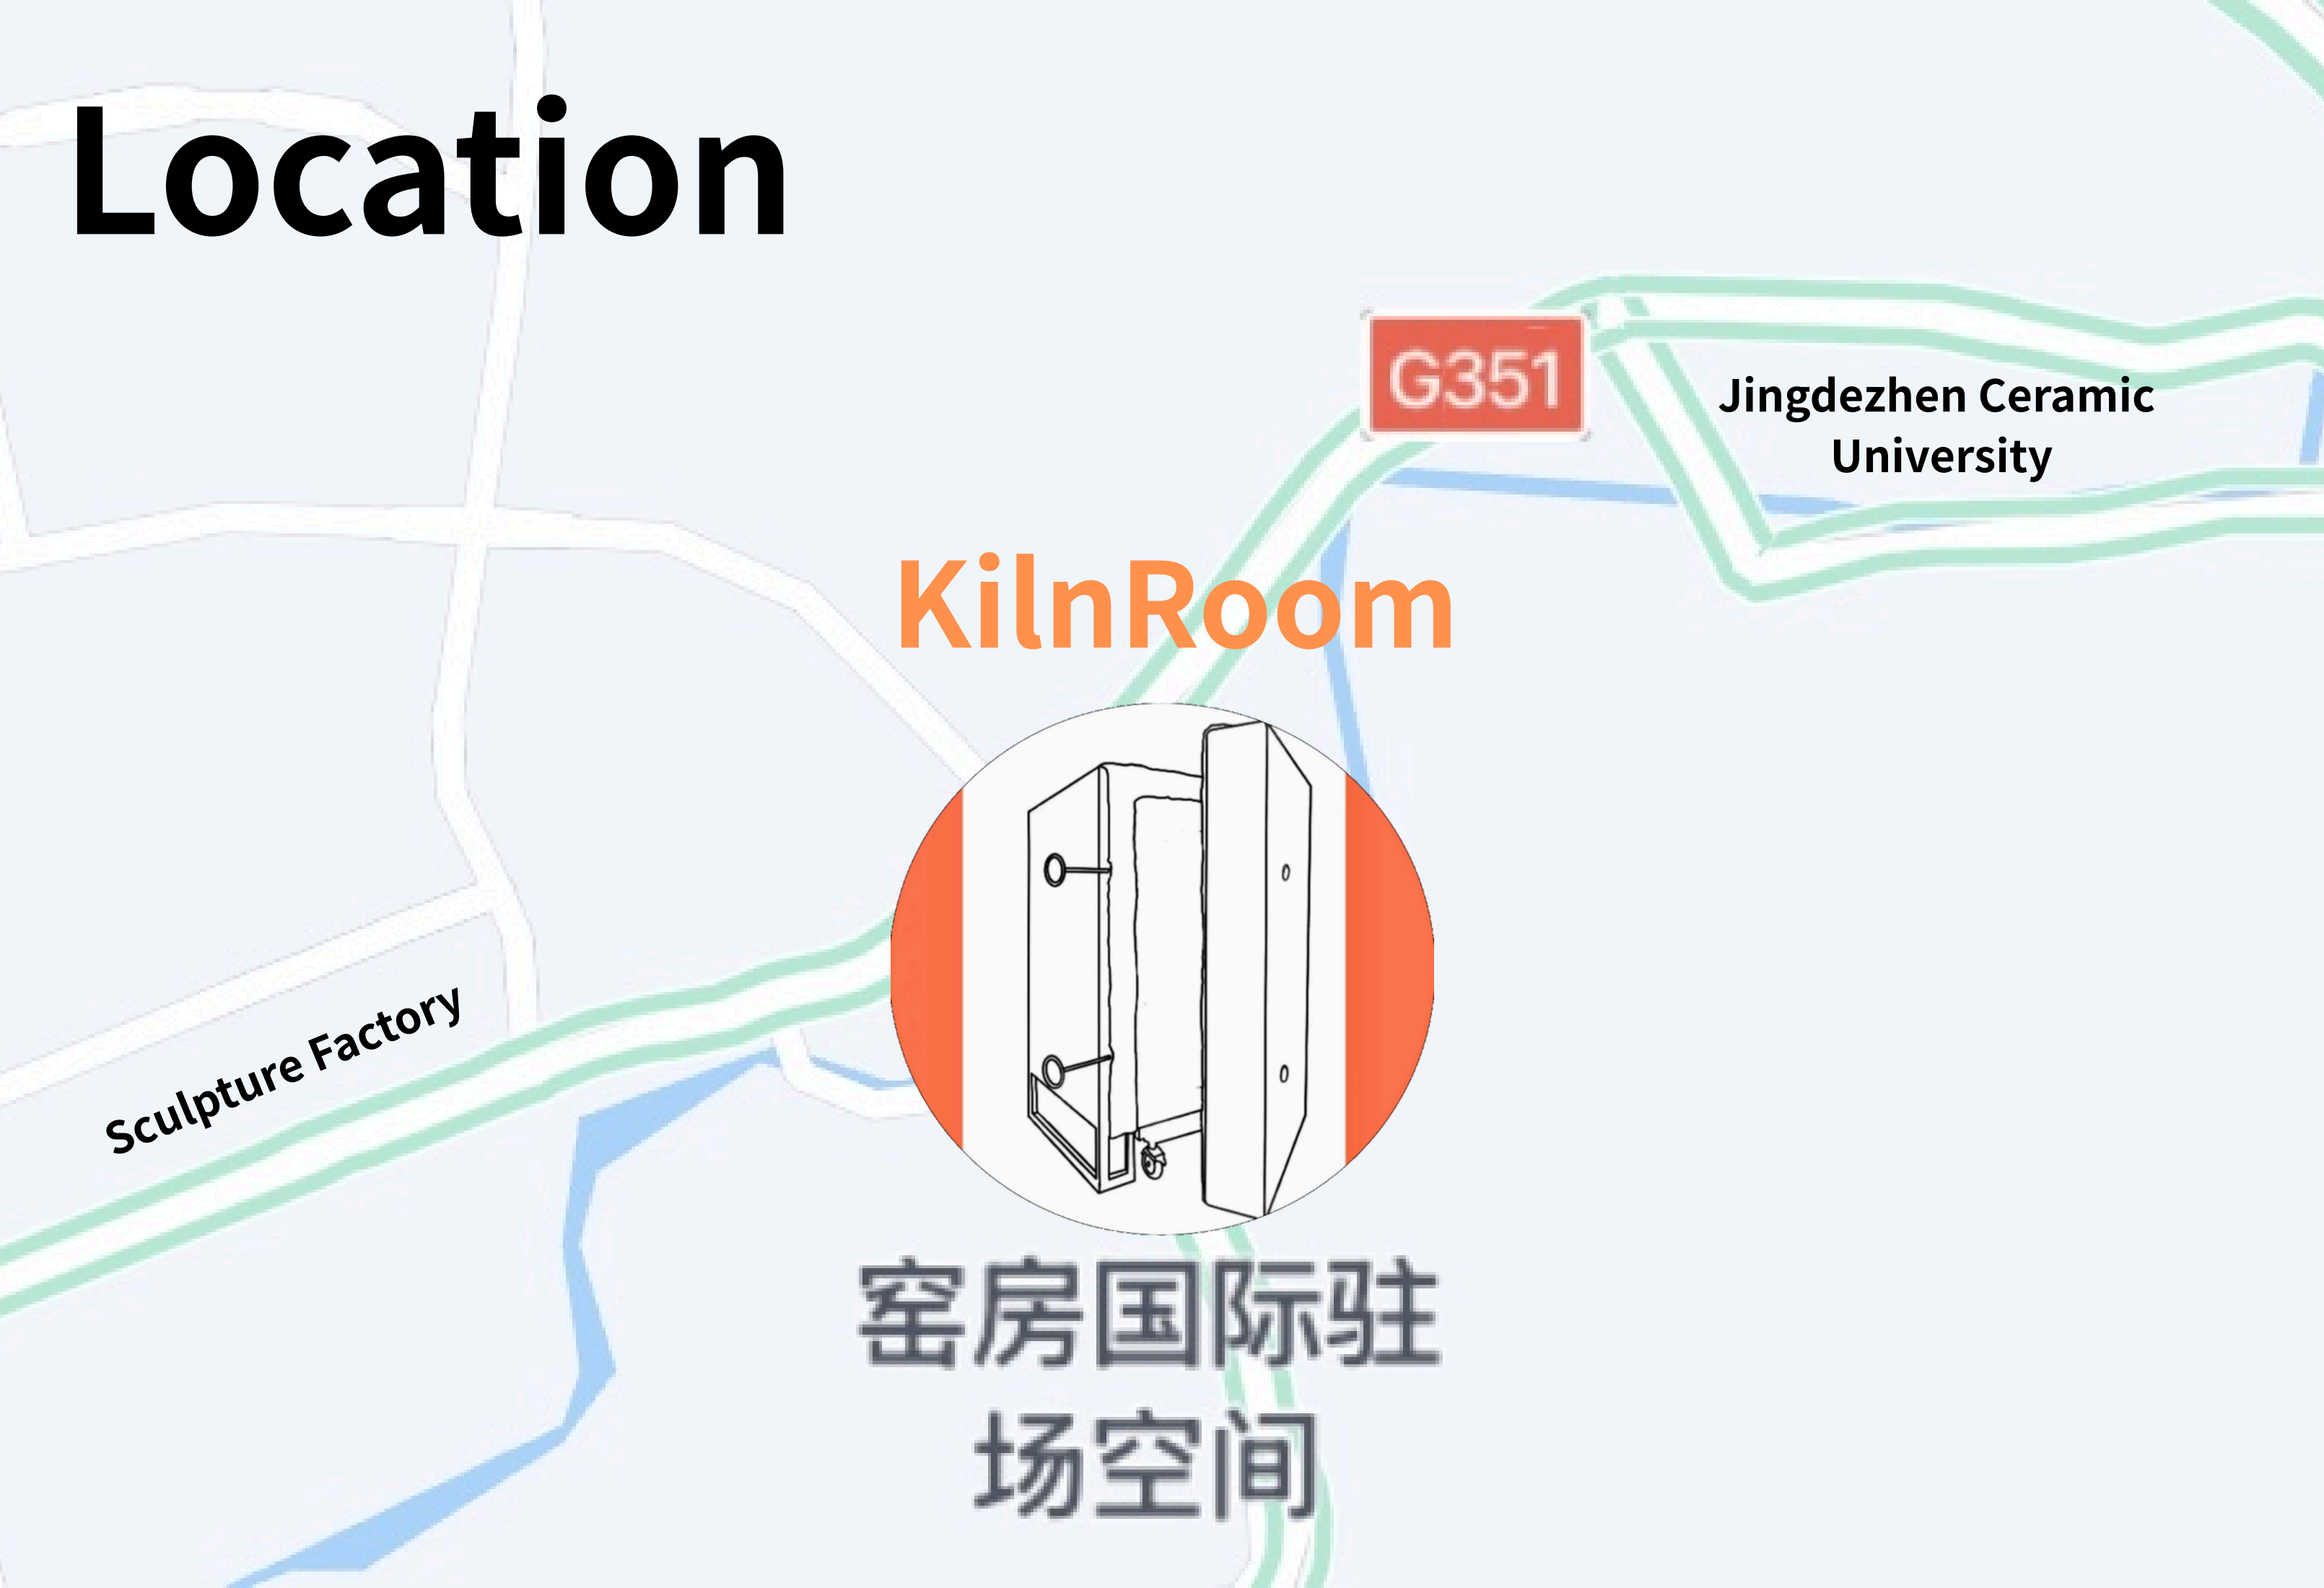 Location
G351
Jingdezhen Ceramic
University
KilnRoom
Sculpture Factory
窑房国际驻
场空间